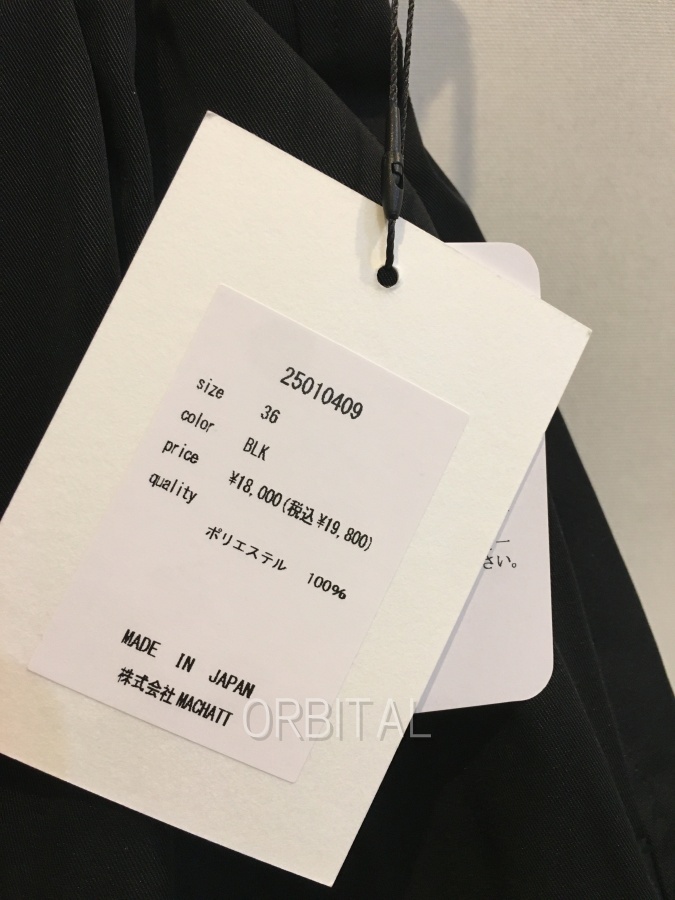 25010409
size 36
color BLK
price ¥18,000(税込¥19,800)
quality
ポリエステル 100%
MADE IN JAPAN
株式会社MACHATT
ORBITAL
さい。